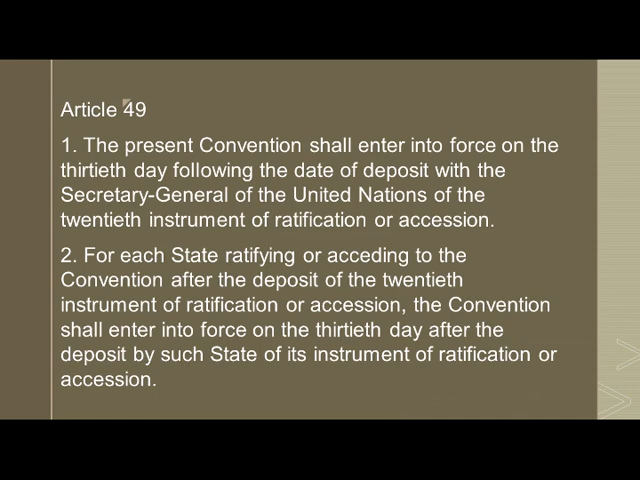 Article 49
1. The present Convention shall enter into force on the
thirtieth day following the date of deposit with the
Secretary-General of the United Nations of the
twentieth instrument of ratification or accession.
2. For each State ratifying or acceding to the
Convention after the deposit of the twentieth
instrument of ratification or accession, the Convention
shall enter into force on the thirtieth day after the
deposit by such State of its instrument of ratification or
accession.